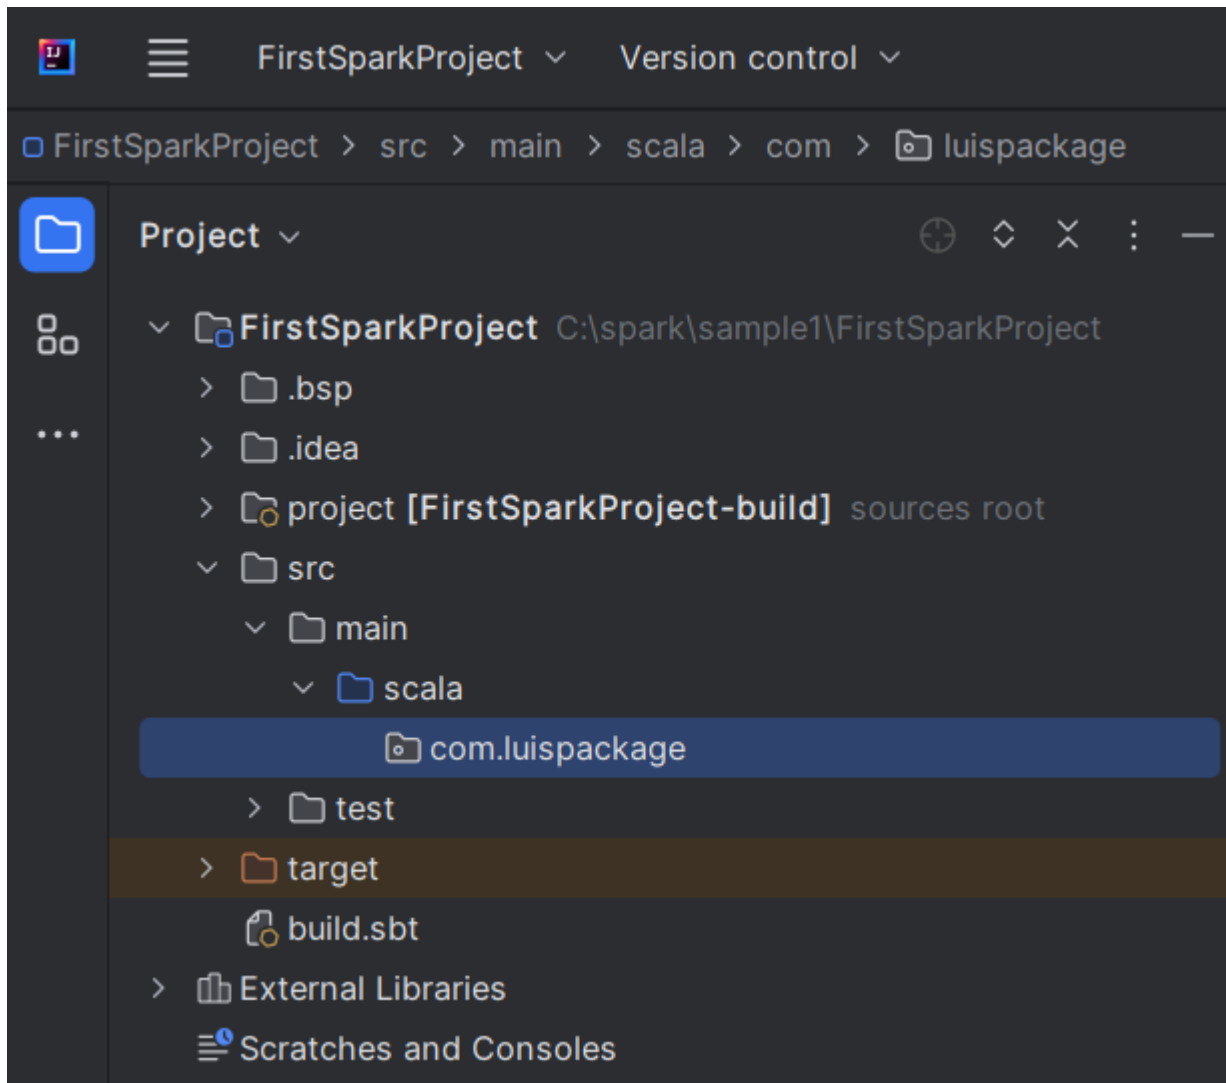 FirstSparkProject Version control
FirstSparkProject > src > main > scala > com > luispackage
Project
FirstSparkProject C:\spark\sample1\FirstSparkProject
.bsp
.idea
project [FirstSparkProject-build] sources root
src
main
scala
com.luispackage
test
target
build.sbt
External Libraries
Scratches and Consoles